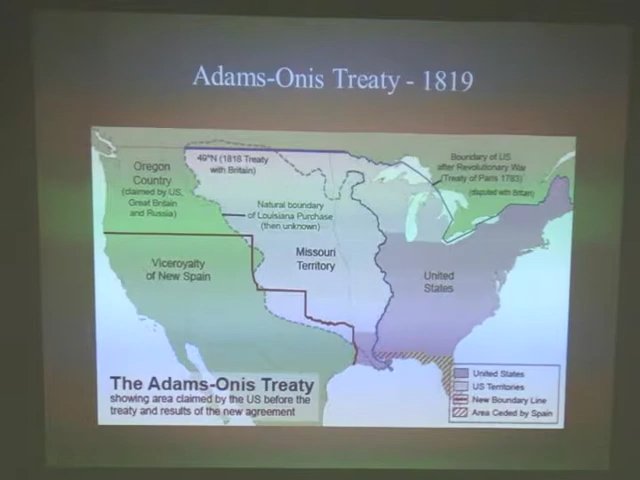 Adams-Onis Treaty - 1819
49°N (1818 Treaty
with Britain)
Boundary of US
after Revolutionary War
(Treaty of Paris 1783)
(disputed with Britain)
Oregon
Country
(claimed by US,
Great Britain
and Russia)
Natural boundary
of Louisiana Purchase
(then unknown)
Missouri
Territory
Viceroyalty
of New Spain
United
States
The Adams-Onis Treaty
showing area claimed by the US before the
treaty and results of the new agreement
United States
US Territories
New Boundary Line
Area Ceded by Spain